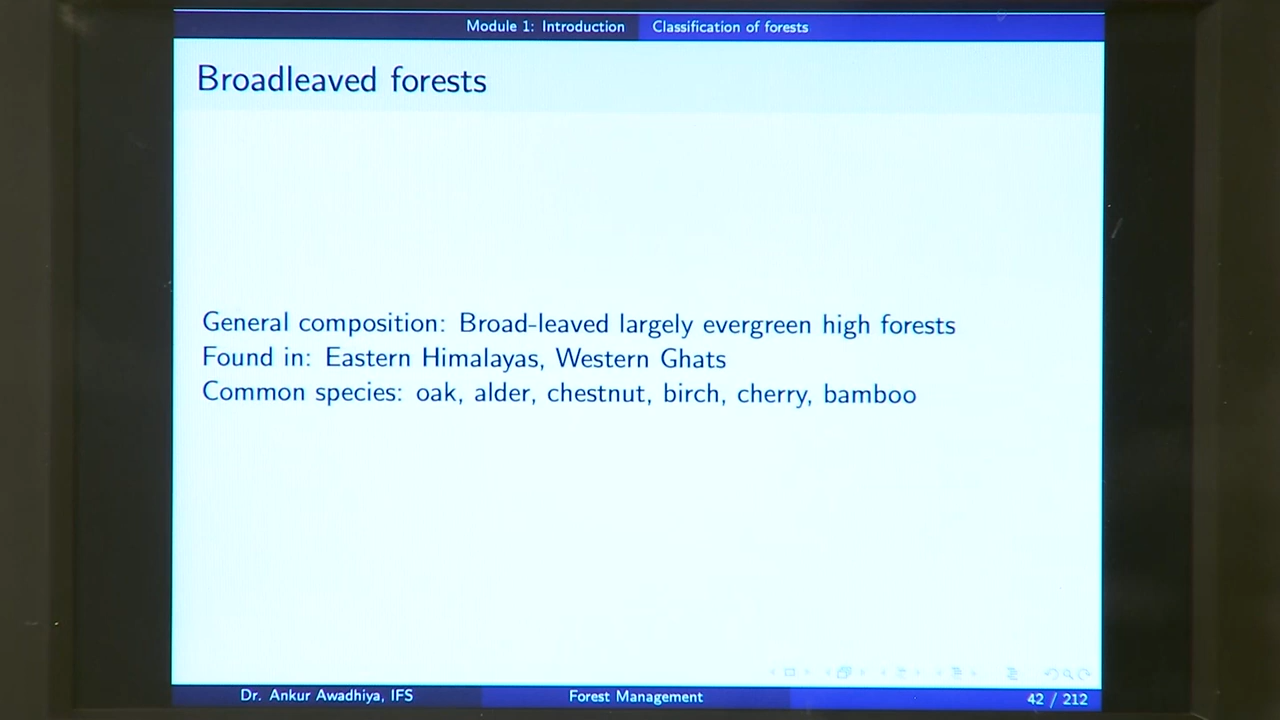 Module 1: Introduction Classification of forests
Broadleaved forests
General composition: Broad-leaved largely evergreen high forests
Found in: Eastern Himalayas, Western Ghats
Common species: oak, alder, chestnut, birch, cherry, bamboo
Dr. Ankur Awadhiya, IFS Forest Management 42 / 212